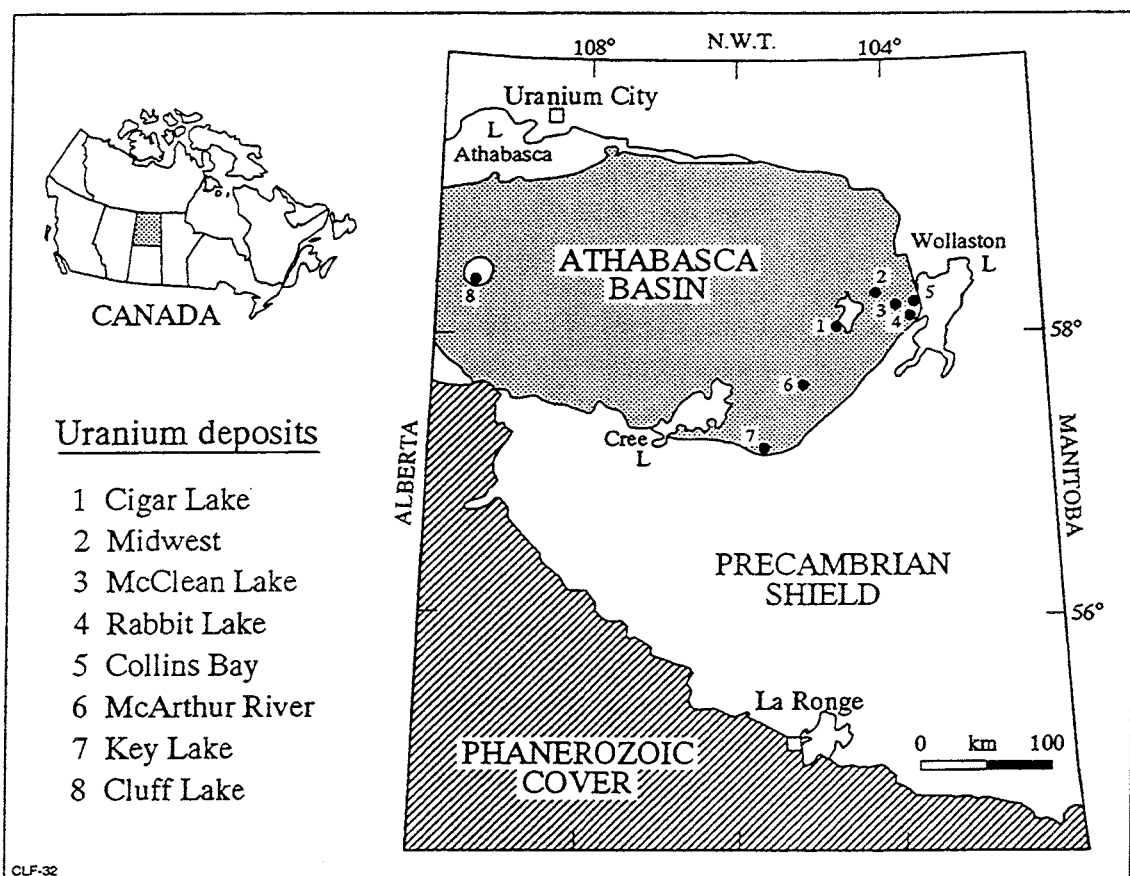 108°
N.W.T.
104°
Uranium City
L
Athabasca
ATHABASCA
BASIN
Wollaston
L
CANADA
8
2
5
3
4
1
58°
6
Uranium deposits
Cree
L
7
ALBERTA
MANITOBA
1 Cigar Lake
2 Midwest
3 McClean Lake
4 Rabbit Lake
5 Collins Bay
6 McArthur River
7 Key Lake
8 Cluff Lake
PRECAMBRIAN
SHIELD
56°
La Ronge
0 km 100
PHANEROZOIC
COVER
CLF-32